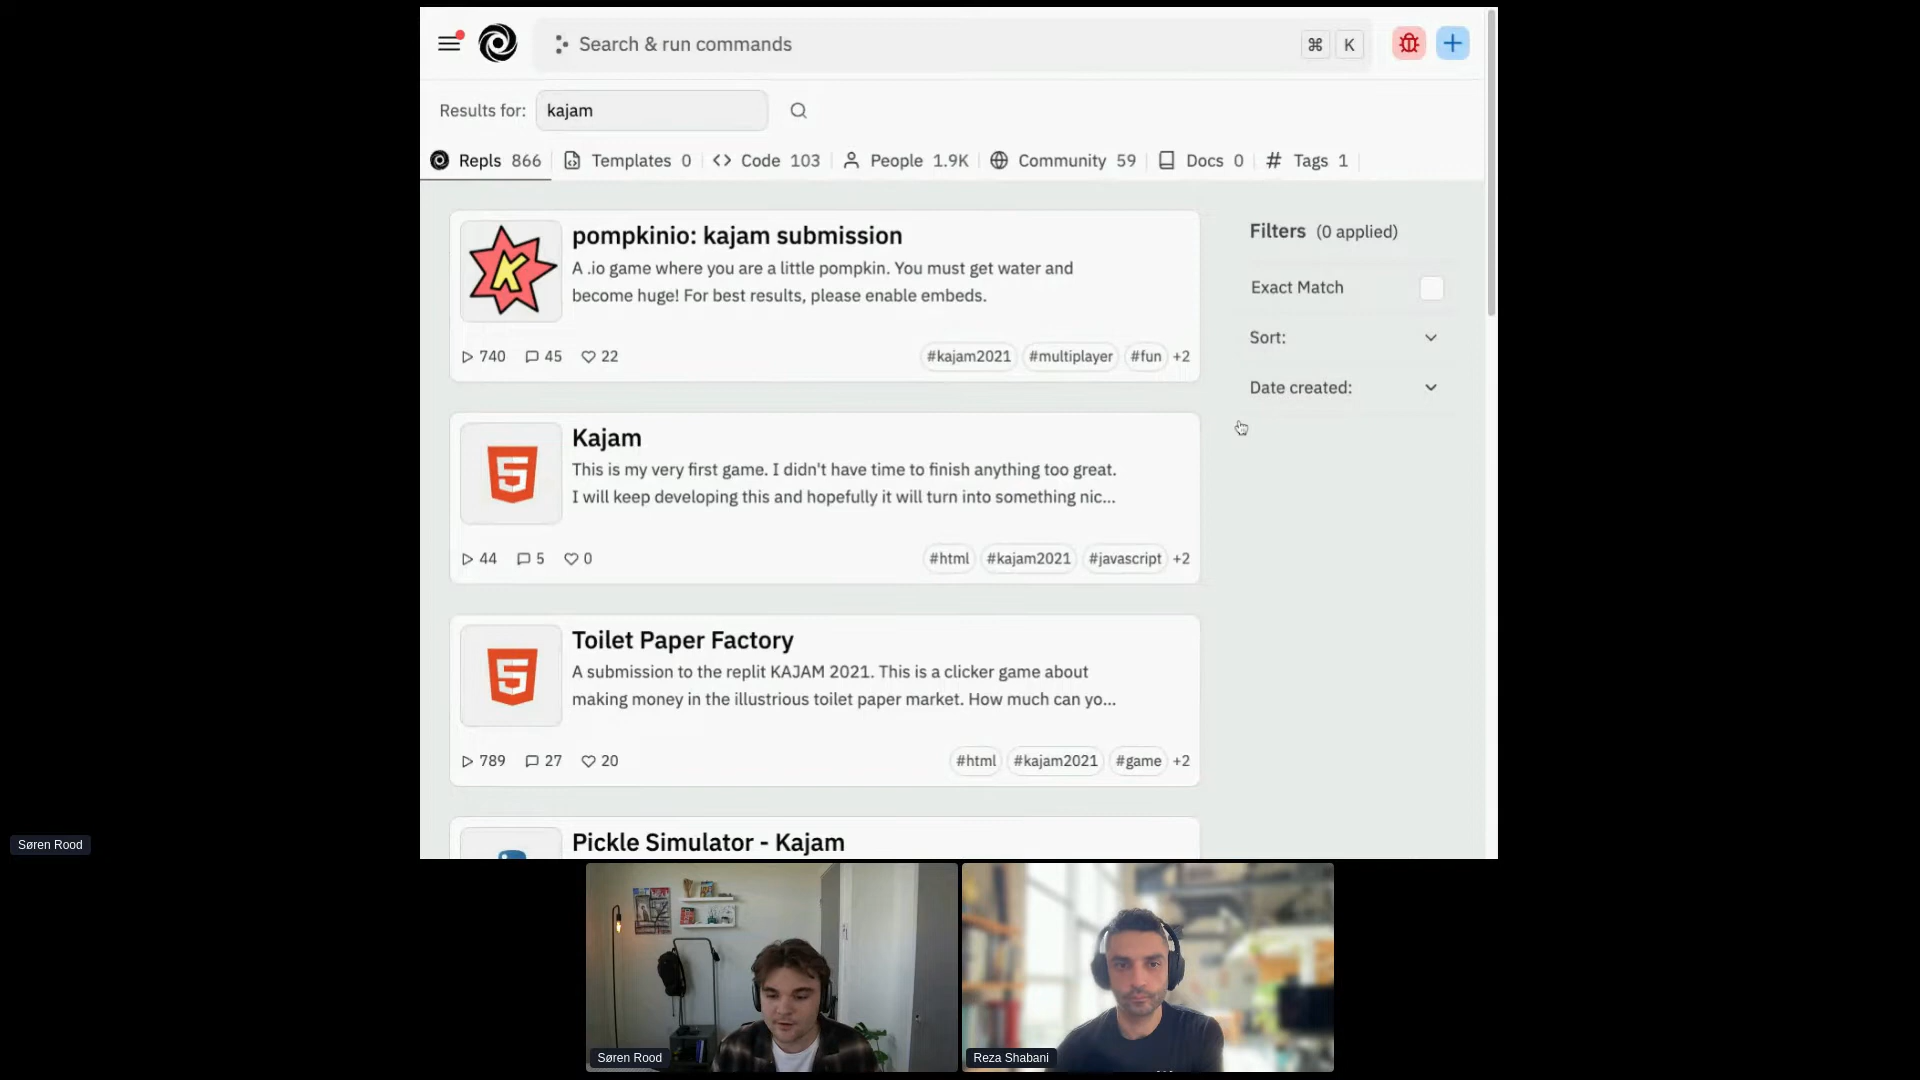 Search & run commands
⌘ K
Results for: kajam
Repls 866
Templates 0
Code 103
People 1.9K
Community 59
Docs 0
# Tags 1
pompkinio: kajam submission
A .io game where you are a little pompkin. You must get water and
become huge! For best results, please enable embeds.
740 45 22
#kajam2021 #multiplayer #fun +2
Kajam
This is my very first game. I didn't have time to finish anything too great.
I will keep developing this and hopefully it will turn into something nic...
44 5 0
#html #kajam2021 #javascript +2
Toilet Paper Factory
A submission to the replit KAJAM 2021. This is a clicker game about
making money in the illustrious toilet paper market. How much can yo...
789 27 20
#html #kajam2021 #game +2
Pickle Simulator - Kajam
Filters (0 applied)
Exact Match
Sort:
Date created:
K
5
5
Søren Rood
Søren Rood
Reza Shabani